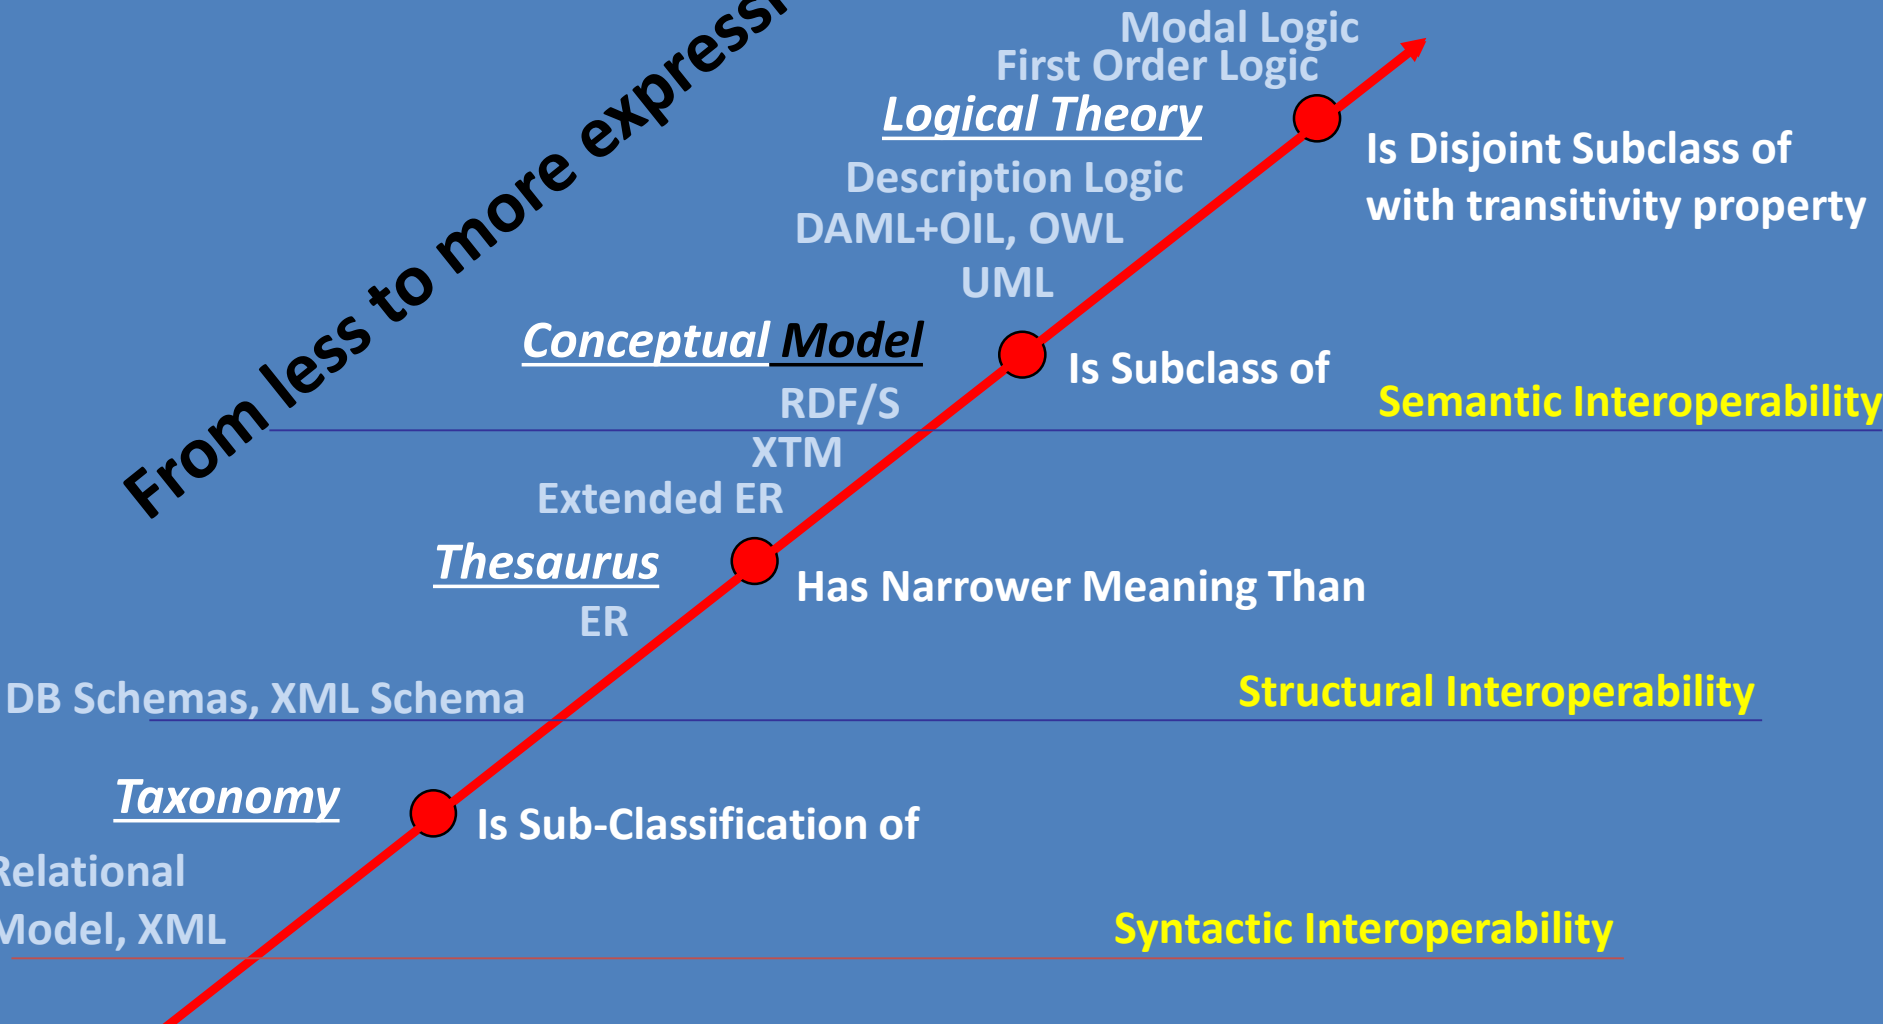 Modal Logic
First Order Logic
Logical Theory
Is Disjoint Subclass of
with transitivity property
Description Logic
DAML+OIL, OWL
UML
From less to more expressi
Conceptual Model
Is Subclass of
RDF/S
Semantic Interoperability
XTM
Extended ER
Thesaurus
Has Narrower Meaning Than
ER
DB Schemas, XML Schema
Structural Interoperability
Taxonomy
Is Sub-Classification of
Relational
Model, XML
Syntactic Interoperability